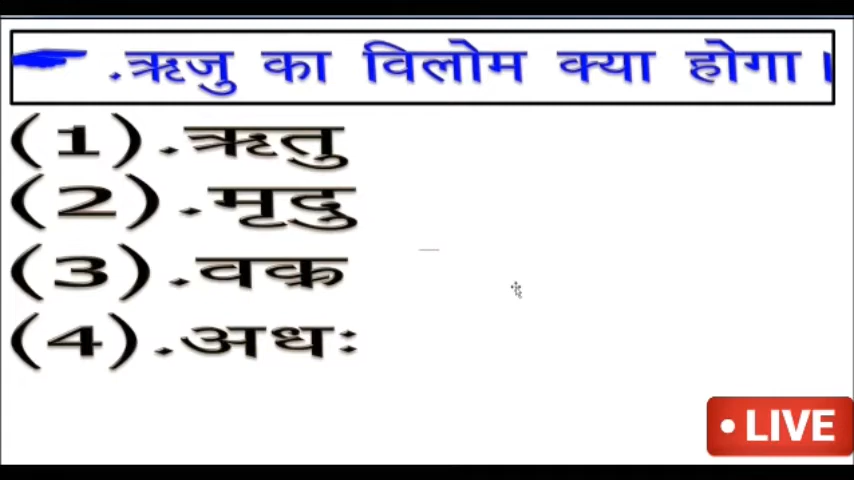 .ऋजु का विलोम क्या होगा।
(1).ऋतु
(2).मृदु
(3).वक्र
(4).अधः
• LIVE